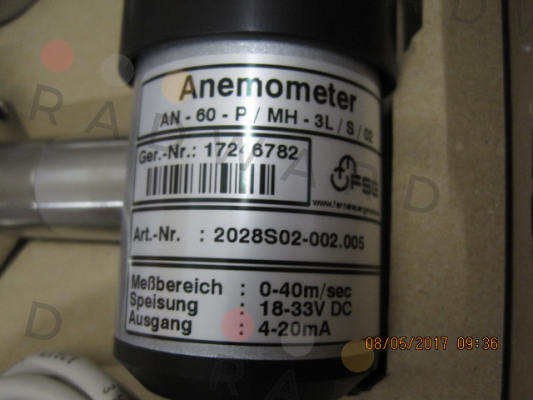 Anemometer
AN - 60 - P / MH - 3L / S / 02
Ger.-Nr.: 17246782
FSG
Art.-Nr. : 2028S02-002.005
Meßbereich : 0-40m/sec
Speisung : 18-33V DC
Ausgang : 4-20mA
08/05/2017 09:36